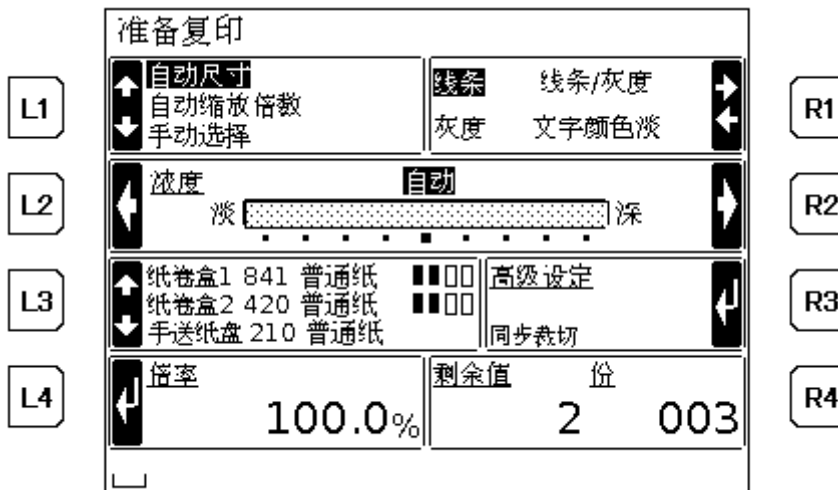 准备复印
L1
自动尺寸
自动缩放倍数
手动选择
线条 线条/灰度
灰度 文字颜色淡
R1
L2
浓度 自动
淡 深
R2
L3
纸卷盒1 841 普通纸
纸卷盒2 420 普通纸
手送纸盘 210 普通纸
高级设定
同步裁切
R3
L4
倍率
100.0%
剩余值 份
2 003
R4